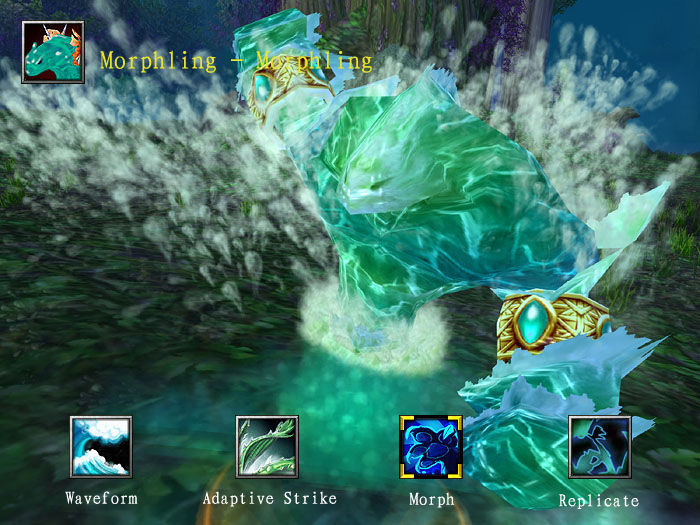 Morphling - Morphling
Waveform
Adaptive Strike
Morph
Replicate